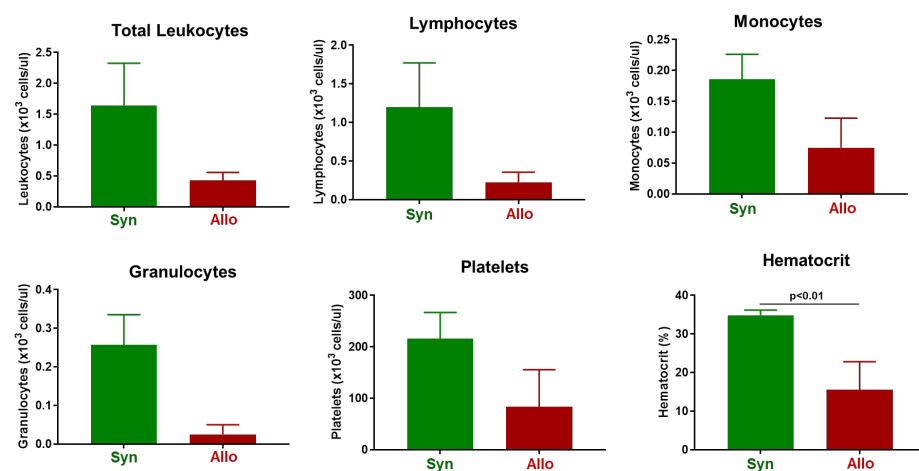 Total Leukocytes
Leukocytes (x10³ cells/ul)
2.5
2.0
1.5
1.0
0.5
0.0
Syn Allo
Lymphocytes
Lymphocytes (x10³ cells/ul)
2.0
1.5
1.0
0.5
0.0
Syn Allo
Monocytes
Monocytes (x10³ cells/ul)
0.25
0.20
0.15
0.10
0.05
0.00
Syn Allo
Granulocytes
Granulocytes (x10³ cells/ul)
0.4
0.3
0.2
0.1
0.0
Syn Allo
Platelets
Platelets (x10³ cells/ul)
300
200
100
0
Syn Allo
Hematocrit
Hematocrit (%)
40
30
20
10
0
p<0.01
Syn Allo